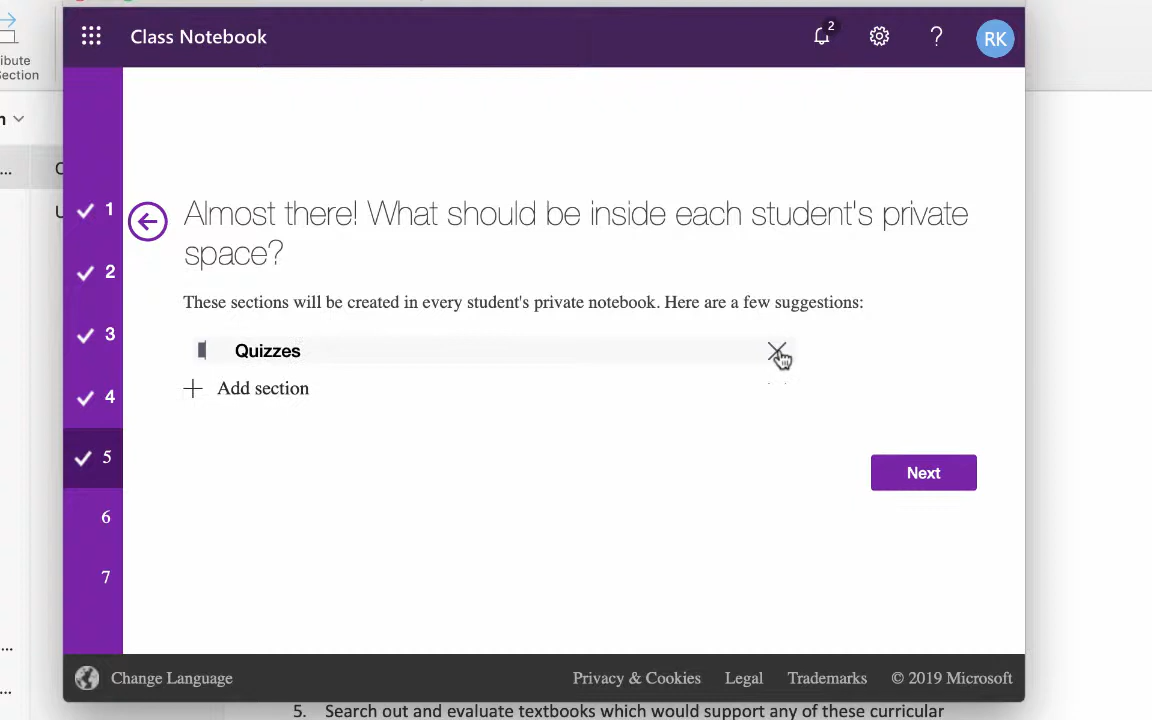 Class Notebook
2
?
RK
ibute
Section
1
2
3
4
5
6
7
Almost there! What should be inside each student's private
space?
These sections will be created in every student's private notebook. Here are a few suggestions:
Quizzes
Add section
Next
Change Language
Privacy & Cookies
Legal
Trademarks
© 2019 Microsoft
5. Search out and evaluate textbooks which would support any of these curricular